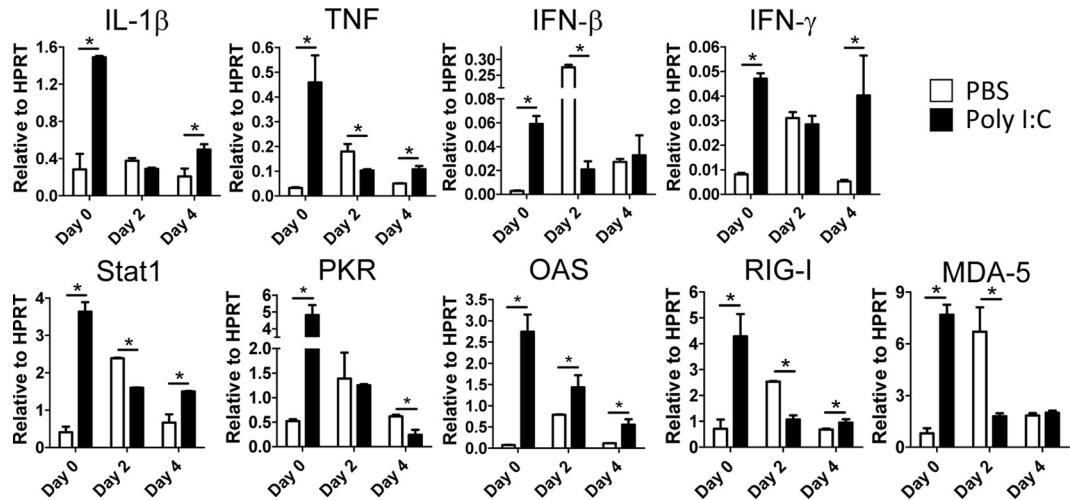 IL-1β
Relative to HPRT
1.6
1.2
0.8
0.4
0.0
*
*
Day 0
Day 2
Day 4
TNF
Relative to HPRT
0.6
0.5
0.4
0.3
0.2
0.1
0.0
*
*
*
Day 0
Day 2
Day 4
IFN-β
Relative to HPRT
0.30
0.25
0.08
0.06
0.04
0.02
0.00
*
*
Day 0
Day 2
Day 4
IFN-γ
Relative to HPRT
0.06
0.05
0.04
0.03
0.02
0.01
0.00
*
*
Day 0
Day 2
Day 4
PBS
Poly I:C
Stat1
Relative to HPRT
4
3
2
1
0
*
*
*
Day 0
Day 2
Day 4
PKR
Relative to HPRT
6
5
4
2.0
1.5
1.0
0.5
0.0
*
*
Day 0
Day 2
Day 4
OAS
Relative to HPRT
3.5
3.0
2.5
2.0
1.5
1.0
0.5
0.0
*
*
*
Day 0
Day 2
Day 4
RIG-I
Relative to HPRT
6
5
4
3
2
1
0
*
*
*
Day 0
Day 2
Day 4
MDA-5
Relative to HPRT
9
6
3
0
*
*
Day 0
Day 2
Day 4